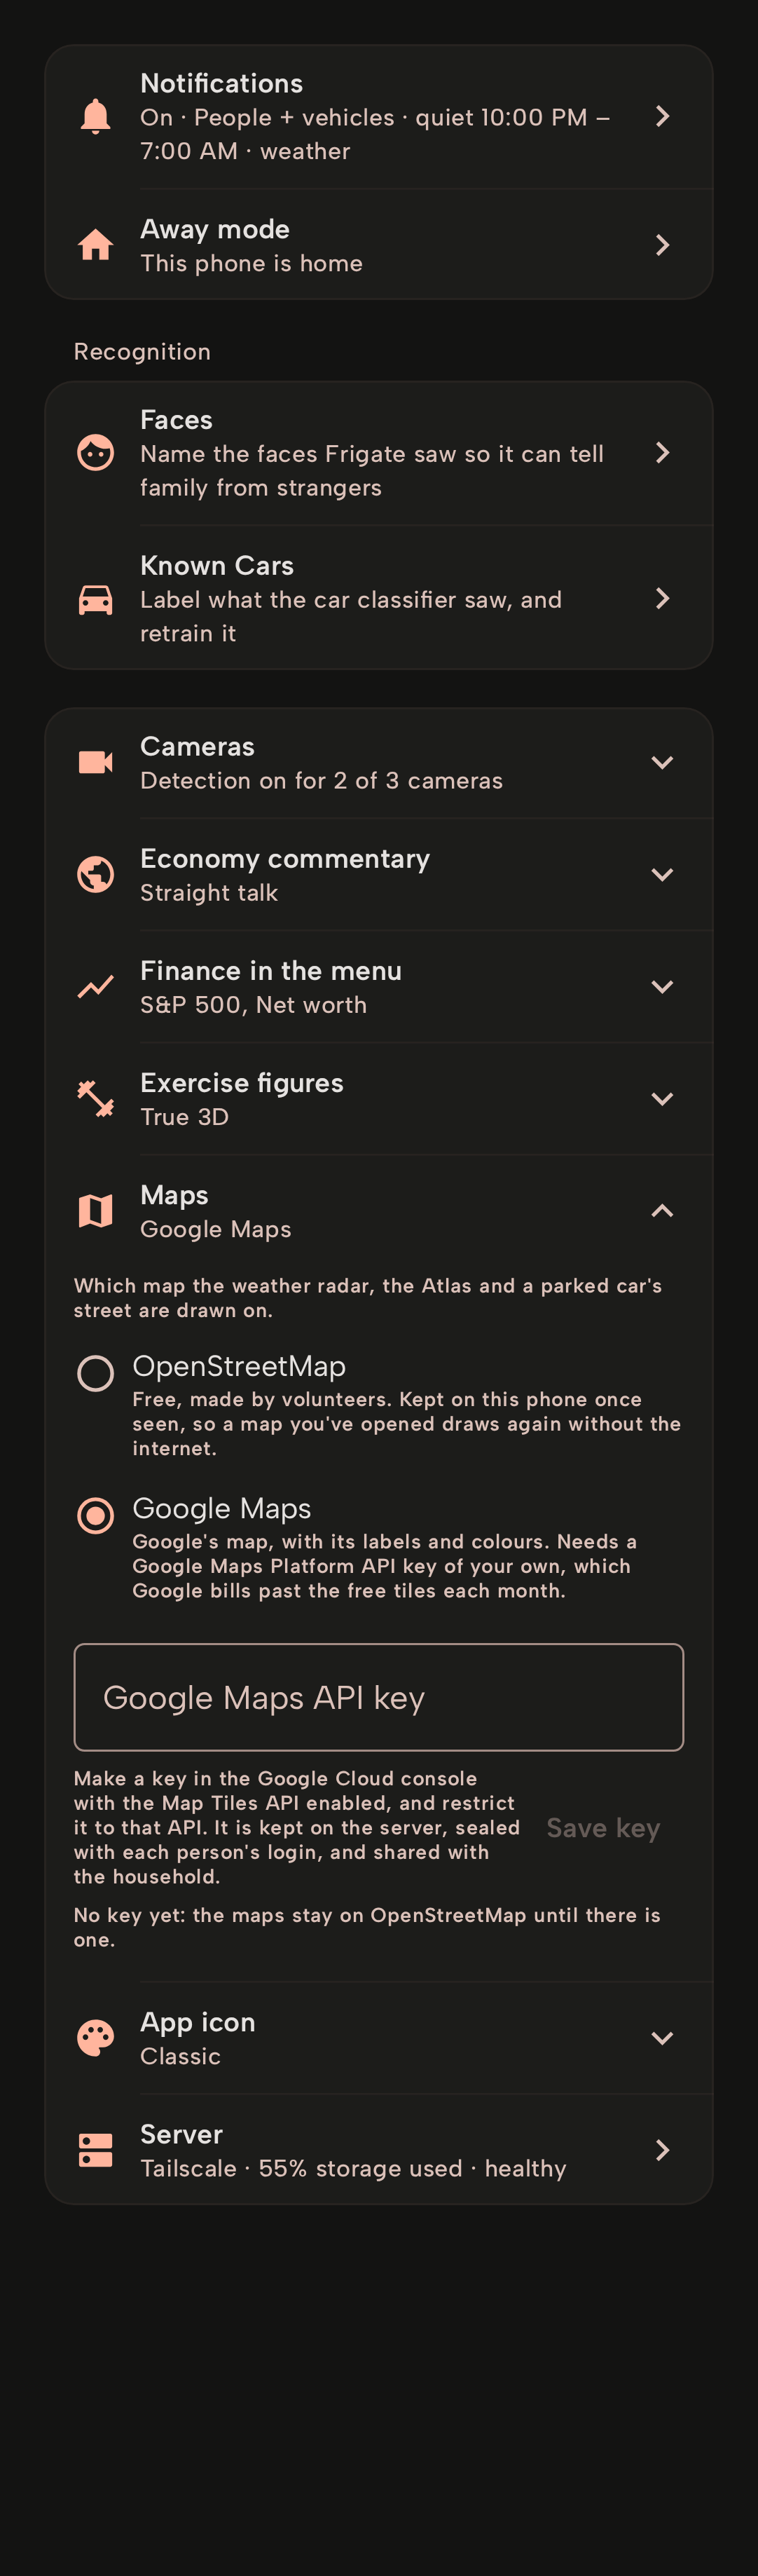 Notifications
On · People + vehicles · quiet 10:00 PM –
7:00 AM · weather
Away mode
This phone is home
Recognition
Faces
Name the faces Frigate saw so it can tell
family from strangers
Known Cars
Label what the car classifier saw, and
retrain it
Cameras
Detection on for 2 of 3 cameras
Economy commentary
Straight talk
Finance in the menu
S&P 500, Net worth
Exercise figures
True 3D
Maps
Google Maps
Which map the weather radar, the Atlas and a parked car's
street are drawn on.
OpenStreetMap
Free, made by volunteers. Kept on this phone once
seen, so a map you've opened draws again without the
internet.
Google Maps
Google's map, with its labels and colours. Needs a
Google Maps Platform API key of your own, which
Google bills past the free tiles each month.
Google Maps API key
Make a key in the Google Cloud console
with the Map Tiles API enabled, and restrict
it to that API. It is kept on the server, sealed
with each person's login, and shared with
the household.
Save key
No key yet: the maps stay on OpenStreetMap until there is
one.
App icon
Classic
Server
Tailscale · 55% storage used · healthy